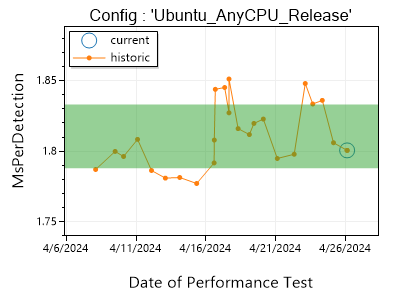 Config : 'Ubuntu_AnyCPU_Release'
current
historic
MsPerDetection
1.85
1.8
1.75
4/6/2024 4/11/2024 4/16/2024 4/21/2024 4/26/2024
Date of Performance Test